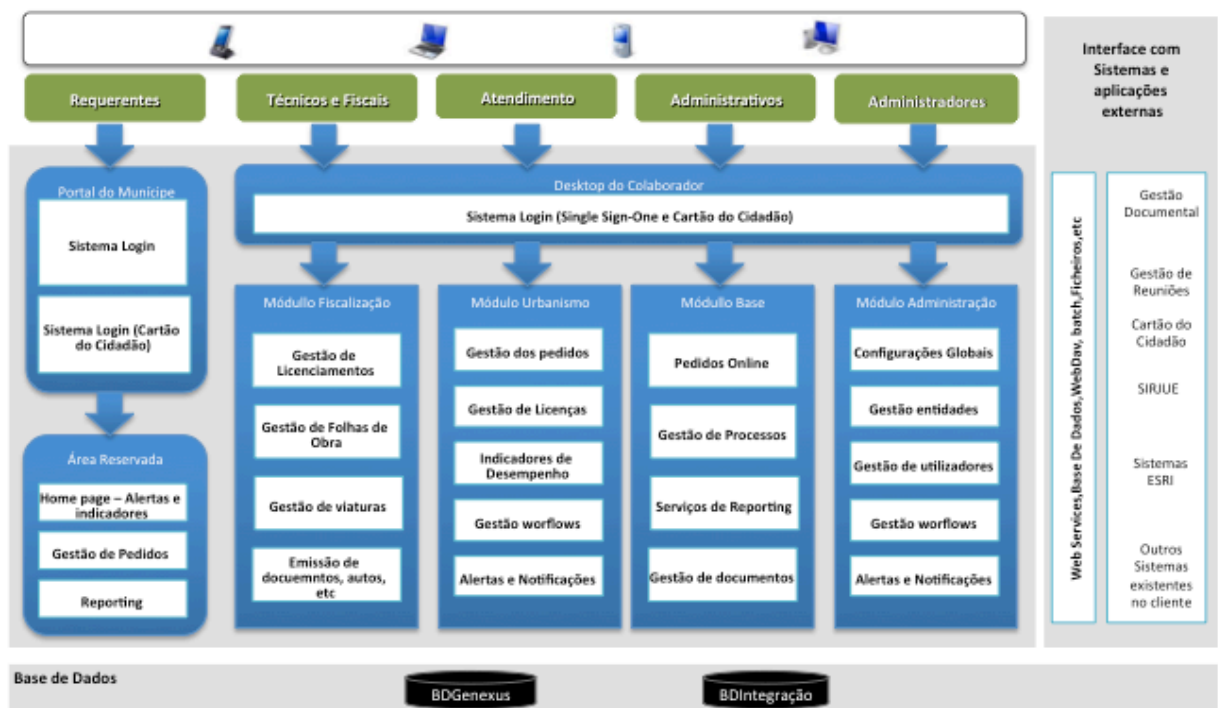 Requerentes
Técnicos e Fiscais
Atendimento
Administrativos
Administradores
Portal do Munícipe
Sistema Login
Sistema Login (Cartão
do Cidadão)
Área Reservada
Home page – Alertas e
indicadores
Gestão de Pedidos
Reporting
Desktop do Colaborador
Sistema Login (Single Sign-One e Cartão do Cidadão)
Módullo Fiscalização
Gestão de
Licenciamentos
Gestão de Folhas de
Obra
Gestão de viaturas
Emissão de
docuemntos, autos,
etc
Módulo Urbanismo
Gestão dos pedidos
Gestão de Licenças
Indicadores de
Desempenho
Gestão worflows
Alertas e Notificações
Módullo Base
Pedidos Online
Gestão de Processos
Serviços de Reporting
Gestão de documentos
Módulo Administração
Configurações Globais
Gestão entidades
Gestão de utilizadores
Gestão worflows
Alertas e Notificações
Interface com
Sistemas e
aplicações
externas
Web Services,Base De Dados,WebDav, batch,Ficheiros,etc
Gestão
Documental
Gestão de
Reuniões
Cartão do
Cidadão
SIRJUE
Sistemas
ESRI
Outros
Sistemas
existentes
no cliente
Base de Dados
BDGenexus
BDIntegração